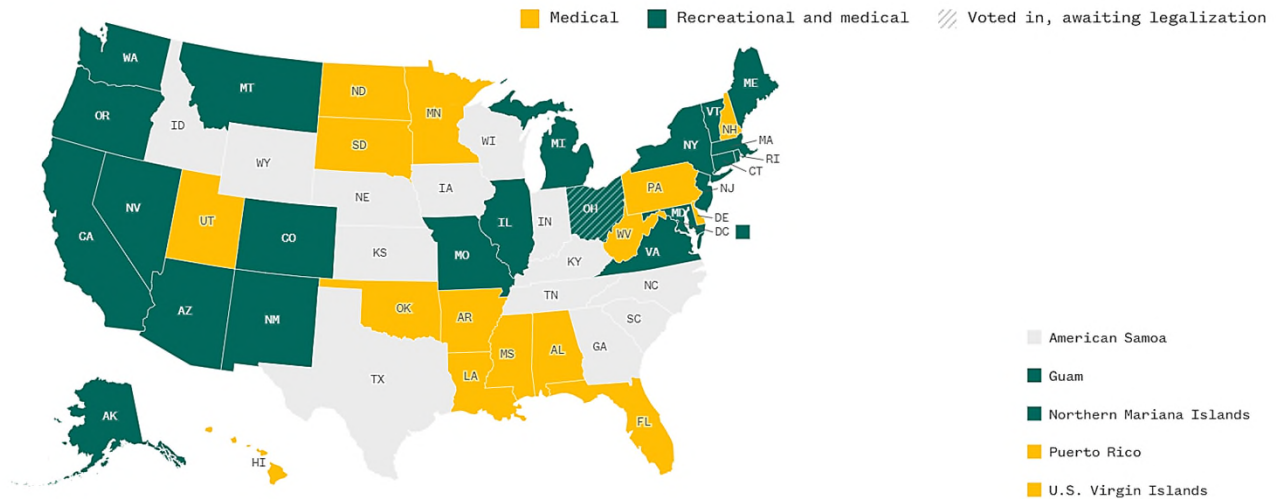 Medical
Recreational and medical
Voted in, awaiting legalization
WA
MT
ND
MN
ME
OR
ID
SD
WI
MI
VT
NH
NY
MA
RI
CT
WY
IA
PA
NJ
NV
UT
NE
IL
IN
OH
MD
DE
DC
CA
CO
KS
MO
WV
VA
KY
AZ
NM
OK
AR
TN
NC
SC
MS
AL
GA
TX
LA
FL
AK
HI
American Samoa
Guam
Northern Mariana Islands
Puerto Rico
U.S. Virgin Islands